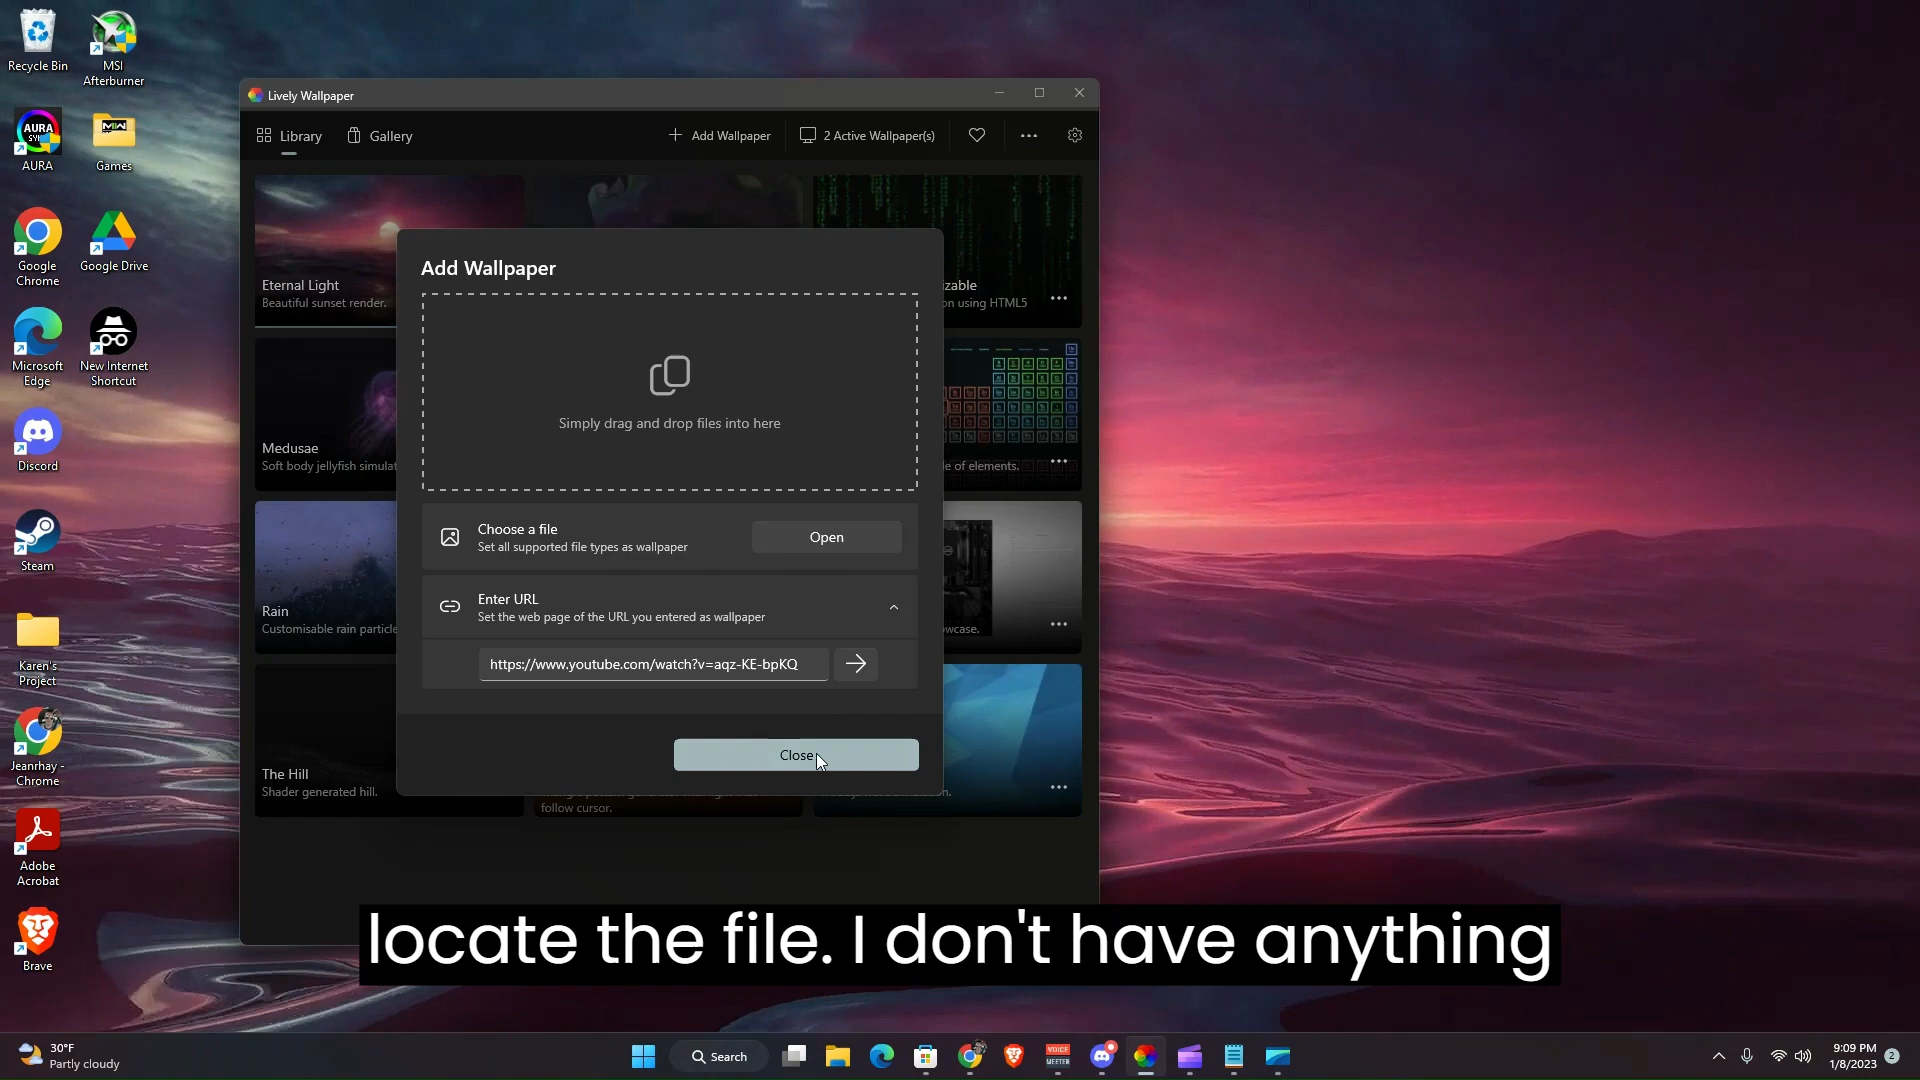 Recycle Bin
MSI
Afterburner
AURA
AURA
Games
Google
Chrome
Google Drive
Microsoft
Edge
New Internet
Shortcut
Discord
Steam
Karen's
Project
Jeanrhay -
Chrome
Adobe
Acrobat
Brave
Lively Wallpaper
Library
Gallery
Add Wallpaper
2 Active Wallpaper(s)
Eternal Light
Beautiful sunset render.
izable
on using HTML5
Medusae
Soft body jellyfish simulat
le of elements.
Rain
Customisable rain particle
wcase.
The Hill
Shader generated hill.
follow cursor.
Add Wallpaper
Simply drag and drop files into here
Choose a file
Set all supported file types as wallpaper
Open
Enter URL
Set the web page of the URL you entered as wallpaper
https://www.youtube.com/watch?v=aqz-KE-bpKQ
Close
locate the file. I don't have anything
30°F
Partly cloudy
Search
VOICE
MEETER
9:09 PM
1/8/2023
2